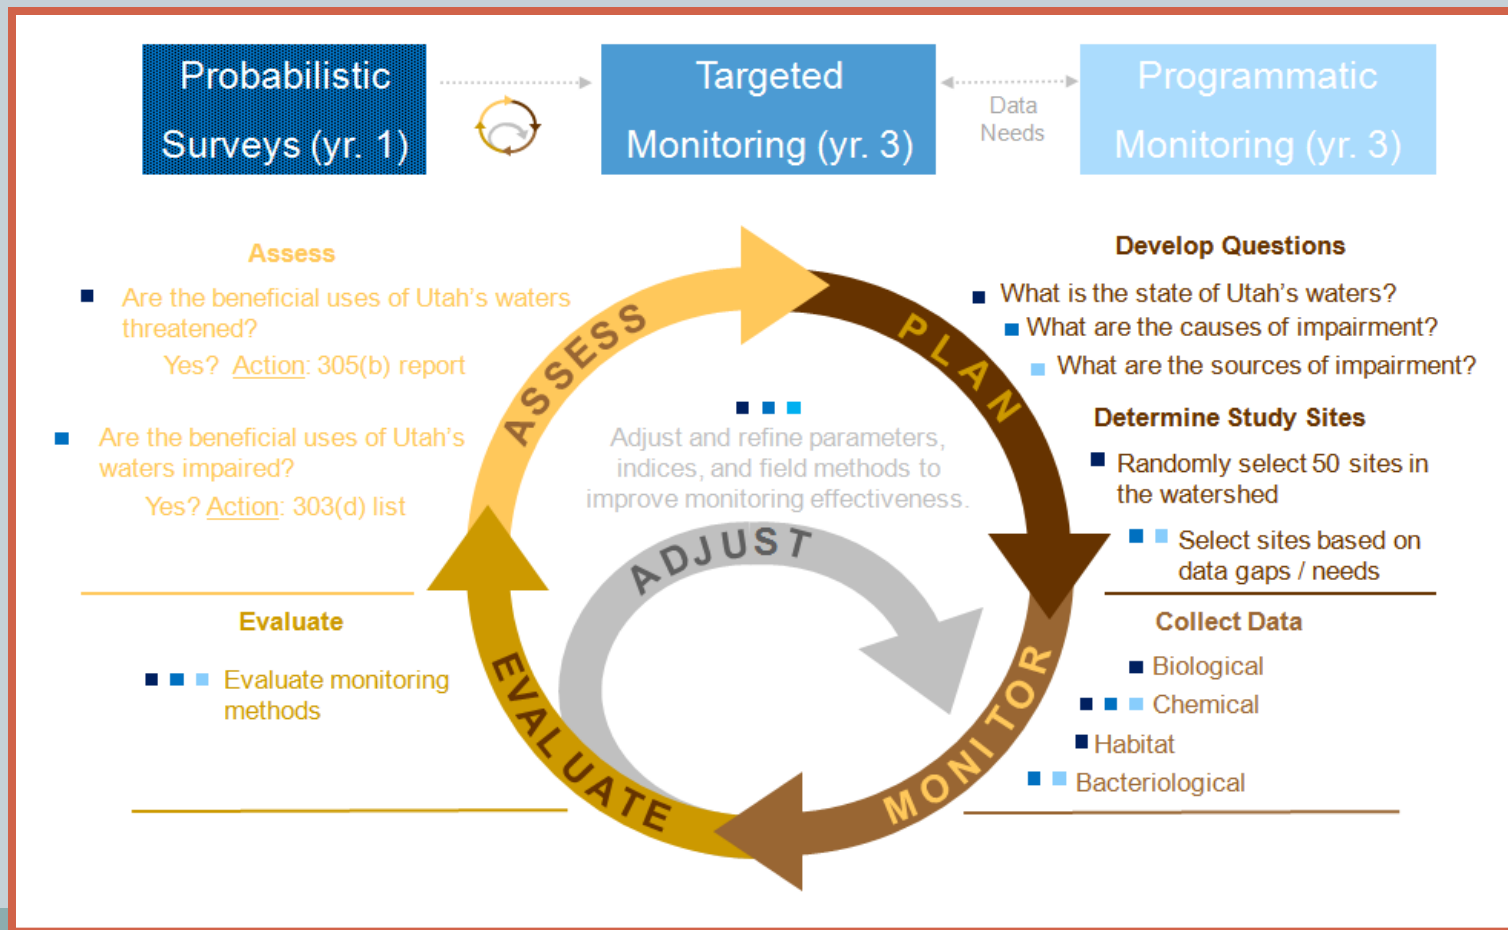 Probabilistic
Surveys (yr. 1)
Targeted
Monitoring (yr. 3)
Data
Needs
Programmatic
Monitoring (yr. 3)
Assess
Are the beneficial uses of Utah's waters
threatened?
Yes? Action: 305(b) report
Are the beneficial uses of Utah's
waters impaired?
Yes? Action: 303(d) list
Evaluate
Evaluate monitoring
methods
ASSESS
PLAN
MONITOR
EVALUATE
Adjust and refine parameters,
indices, and field methods to
improve monitoring effectiveness.
ADJUST
Develop Questions
What is the state of Utah's waters?
What are the causes of impairment?
What are the sources of impairment?
Determine Study Sites
Randomly select 50 sites in
the watershed
Select sites based on
data gaps / needs
Collect Data
Biological
Chemical
Habitat
Bacteriological